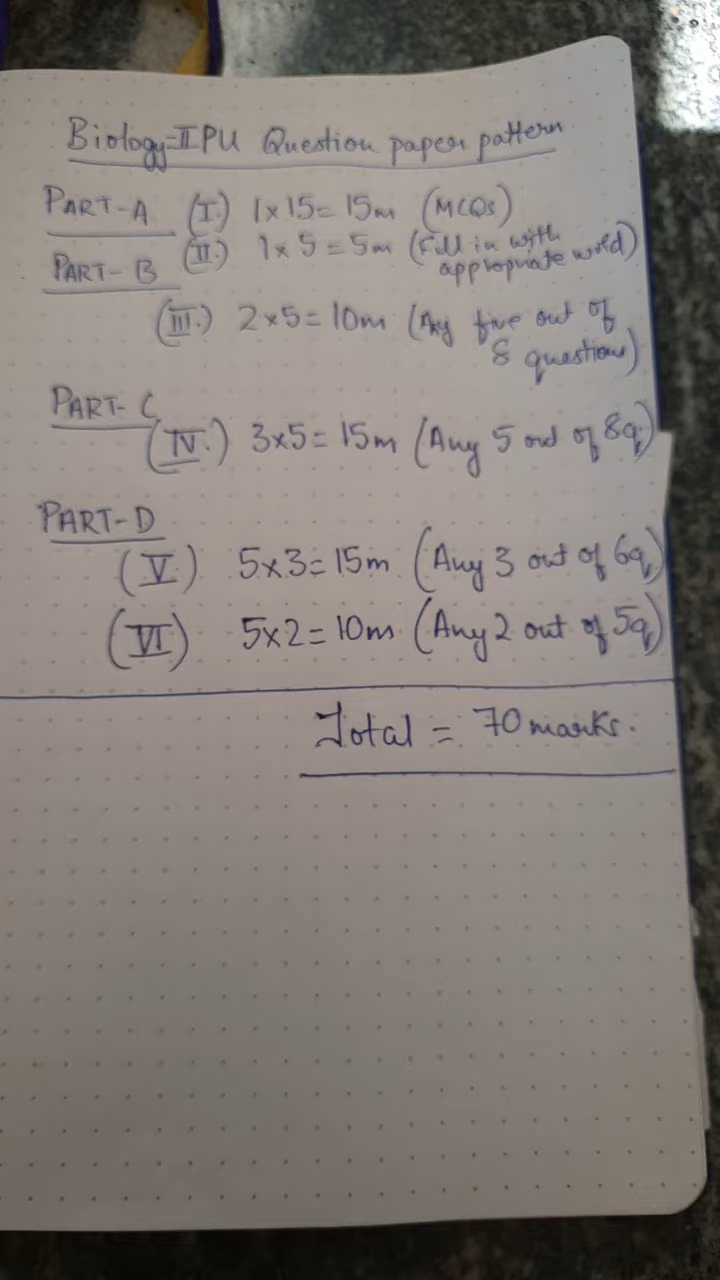 Biology-II PU Question paper pattern
PART-A (I.) 1x15=15m (MCQs)
(II.) 1x5=5m (Fill in with
appropriate word)
PART-B
(III.) 2x5=10m (Any five out of
8 questions)
PART-C
(IV.) 3x5=15m (Any 5 out of 8q)
PART-D
(V) 5x3=15m (Any 3 out of 6q)
(VI) 5x2=10m (Any 2 out of 5q)
Total = 70 marks.